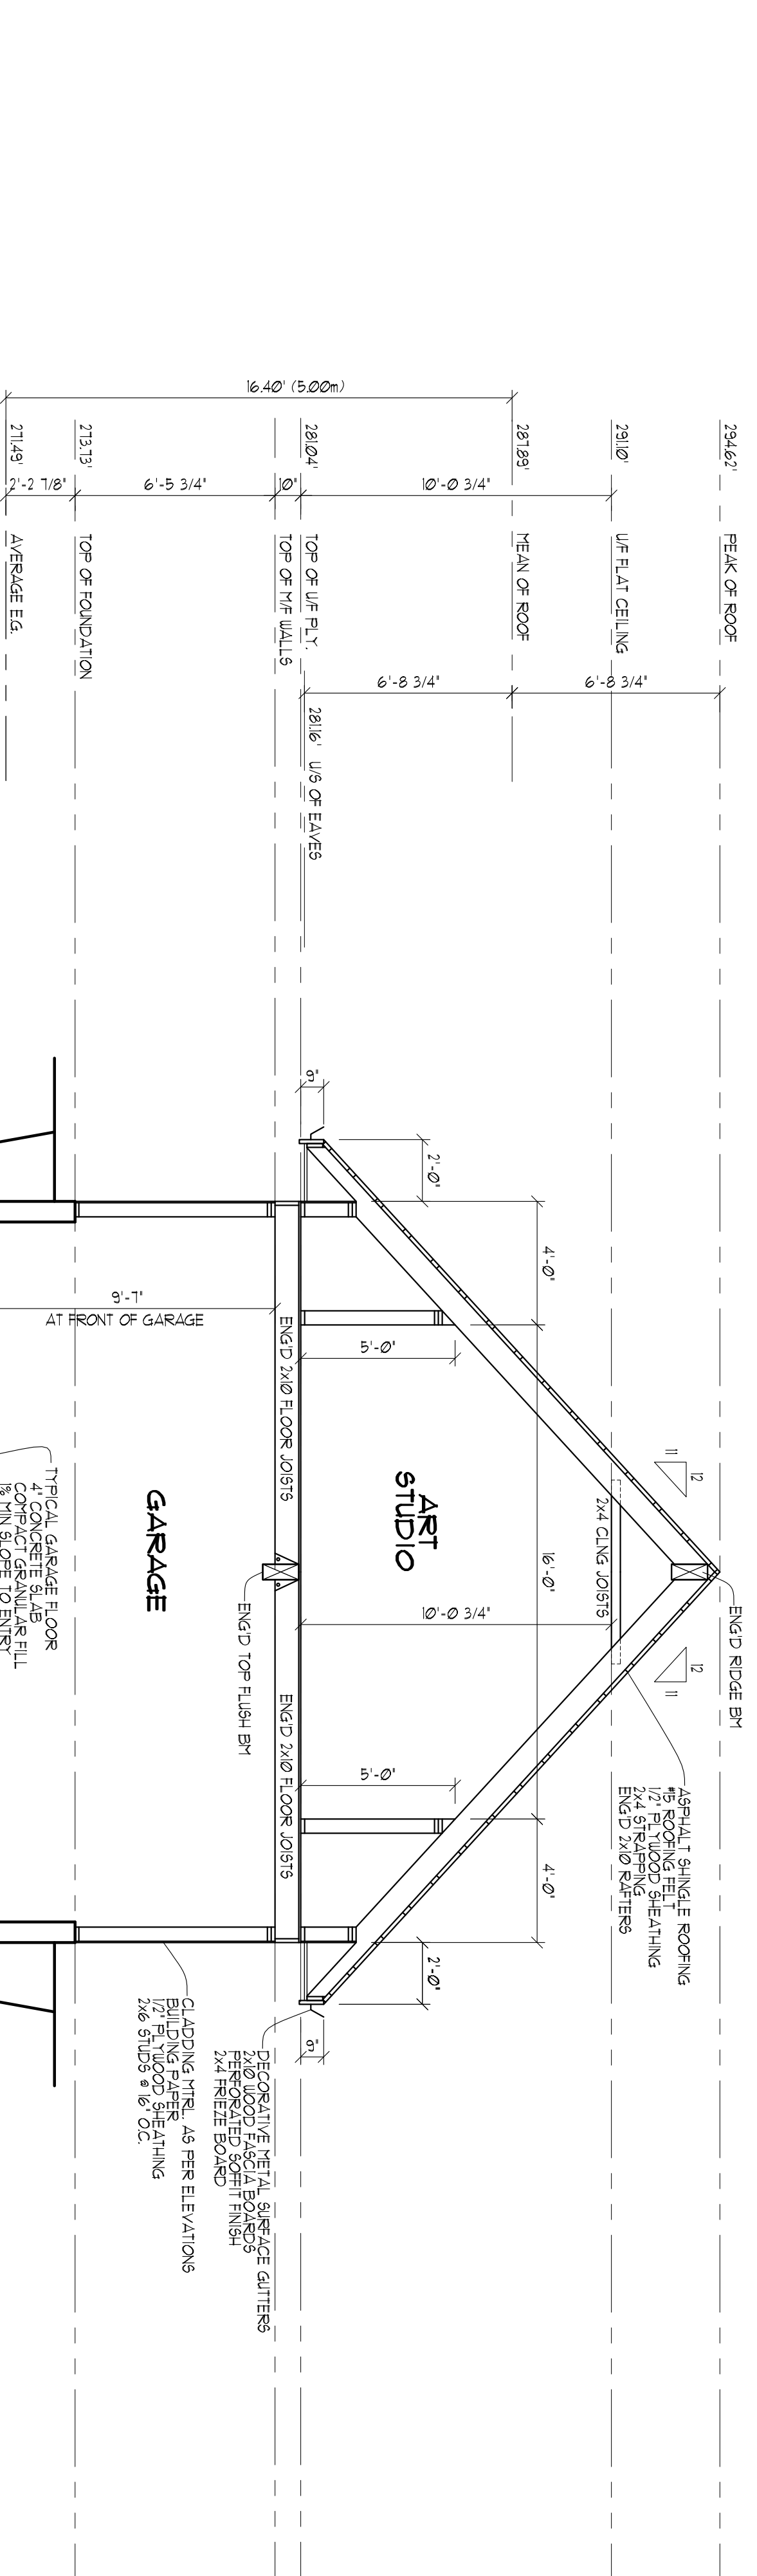 294.62' PEAK OF ROOF
291.10' U/F FLAT CEILING
287.89' MEAN OF ROOF
281.16' U/S OF EAVES
281.04' TOP OF U/F PLY.
TOP OF M/F WALLS
273.73' TOP OF FOUNDATION
271.49' AVERAGE E.G.
16.40' (5.00m)
10'-0 3/4"
10"
6'-5 3/4"
2'-2 7/8"
6'-8 3/4"
6'-8 3/4"
ENG'D RIDGE BM
12
11
12
11
2x4 CLNG JOISTS
ASPHALT SHINGLE ROOFING
#15 ROOFING FELT
1/2" PLYWOOD SHEATHING
2x4 STRAPPING
ENG'D 2x10 RAFTERS
4'-0"
16'-0"
4'-0"
2'-0"
2'-0"
ART
STUDIO
10'-0 3/4"
5'-0"
5'-0"
9"
9"
ENG'D 2x10 FLOOR JOISTS
ENG'D 2x10 FLOOR JOISTS
ENG'D TOP FLUSH BM
DECORATIVE METAL SURFACE GUTTERS
2x10 WOOD FASCIA BOARDS
PERFORATED SOFFIT FINISH
2x4 FRIEZE BOARD
CLADDING MTRL. AS PER ELEVATIONS
BUILDING PAPER
1/2" PLYWOOD SHEATHING
2x6 STUDS @ 16" O.C.
GARAGE
9'-7"
AT FRONT OF GARAGE
TYPICAL GARAGE FLOOR
4" CONCRETE SLAB
COMPACT GRANULAR FILL
1% MIN SLOPE TO ENTRY